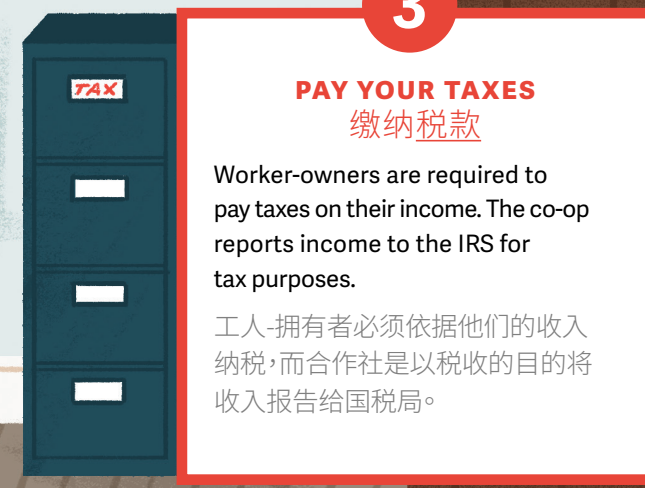 3
TAX
PAY YOUR TAXES
缴纳税款
Worker-owners are required to
pay taxes on their income. The co-op
reports income to the IRS for
tax purposes.
工人-拥有者必须依据他们的收入
纳税，而合作社是以税收的目的将
收入报告给国税局。